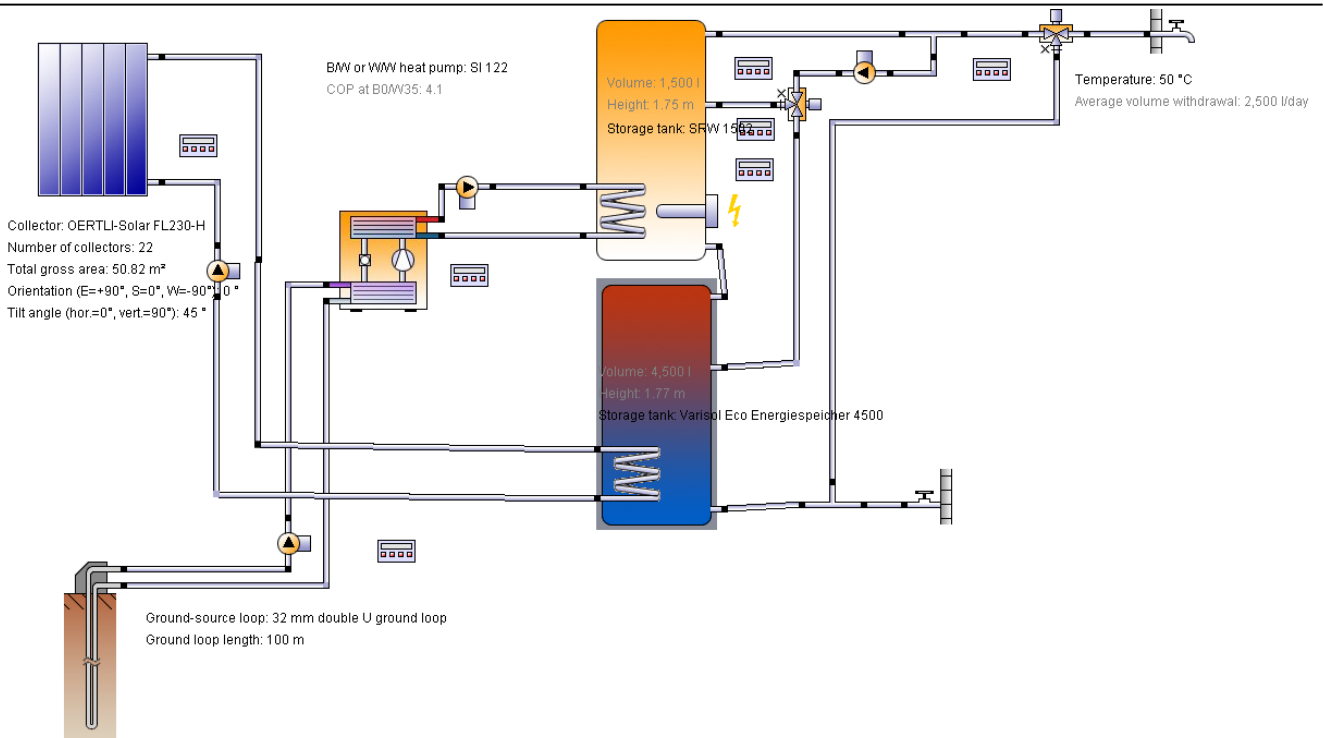 B/W or W/W heat pump: SI 122
COP at B0/W35: 4.1
Volume: 1,500 l
Height: 1.75 m
Storage tank: SRW 1502
Temperature: 50 °C
Average volume withdrawal: 2,500 l/day
Collector: OERTLI-Solar FL230-H
Number of collectors: 22
Total gross area: 50.82 m²
Orientation (E=+90°, S=0°, W=-90°): 0 °
Tilt angle (hor.=0°, vert.=90°): 45 °
Volume: 4,500 l
Height: 1.77 m
Storage tank: Varisol Eco Energiespeicher 4500
Ground-source loop: 32 mm double U ground loop
Ground loop length: 100 m